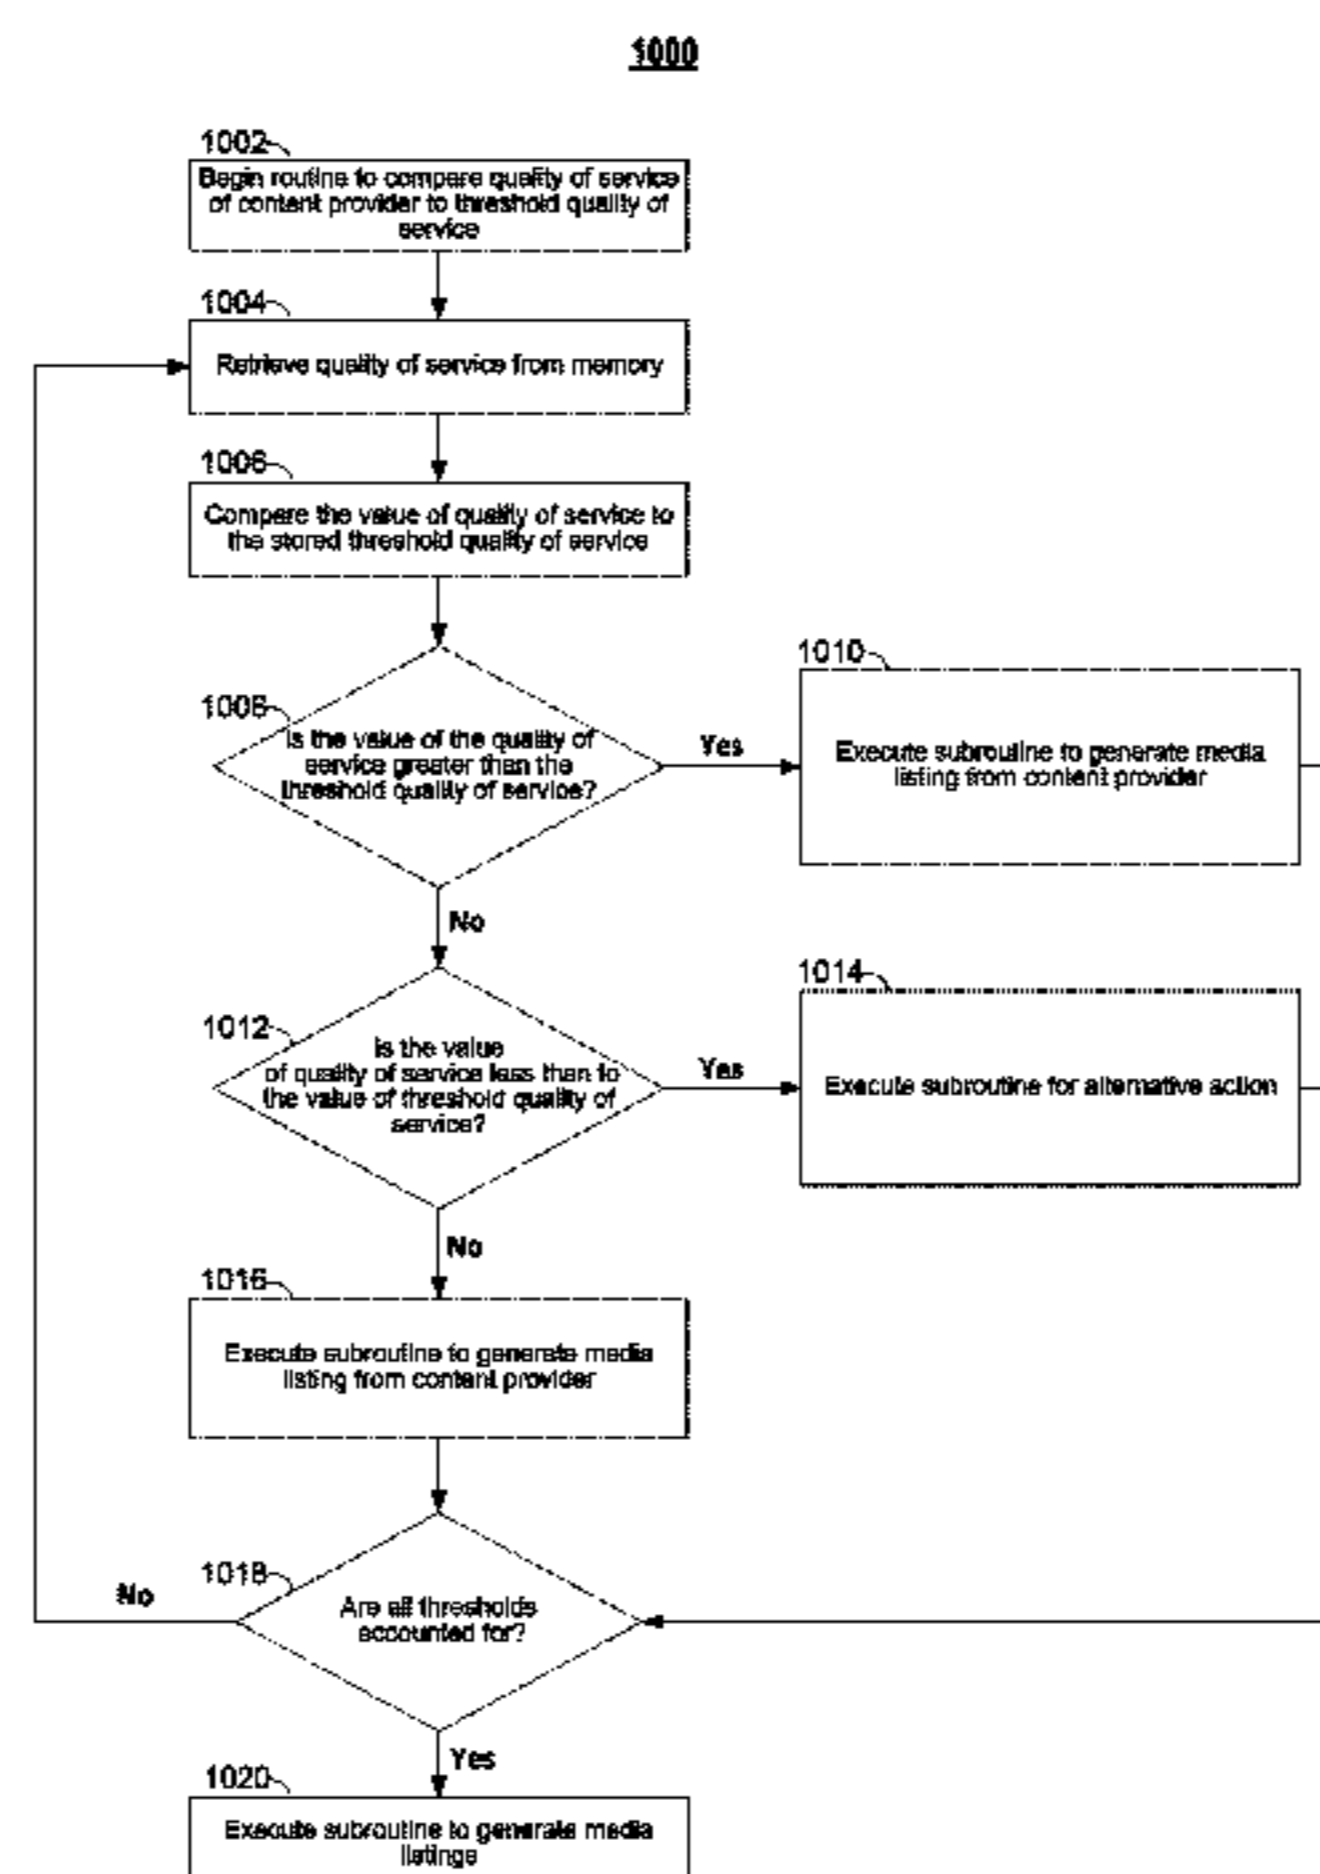 1000
1002
Begin routine to compare quality of service
of content provider to threshold quality of
service
1004
Retrieve quality of service from memory
1006
Compare the value of quality of service to
the stored threshold quality of service
1008
Is the value of the quality of
service greater than the
threshold quality of service?
Yes
1010
Execute subroutine to generate media
listing from content provider
No
1012
Is the value
of quality of service less than to
the value of threshold quality of
service?
Yes
1014
Execute subroutine for alternative action
No
1016
Execute subroutine to generate media
listing from content provider
1018
Are all thresholds
accounted for?
No
Yes
1020
Execute subroutine to generate media
listings